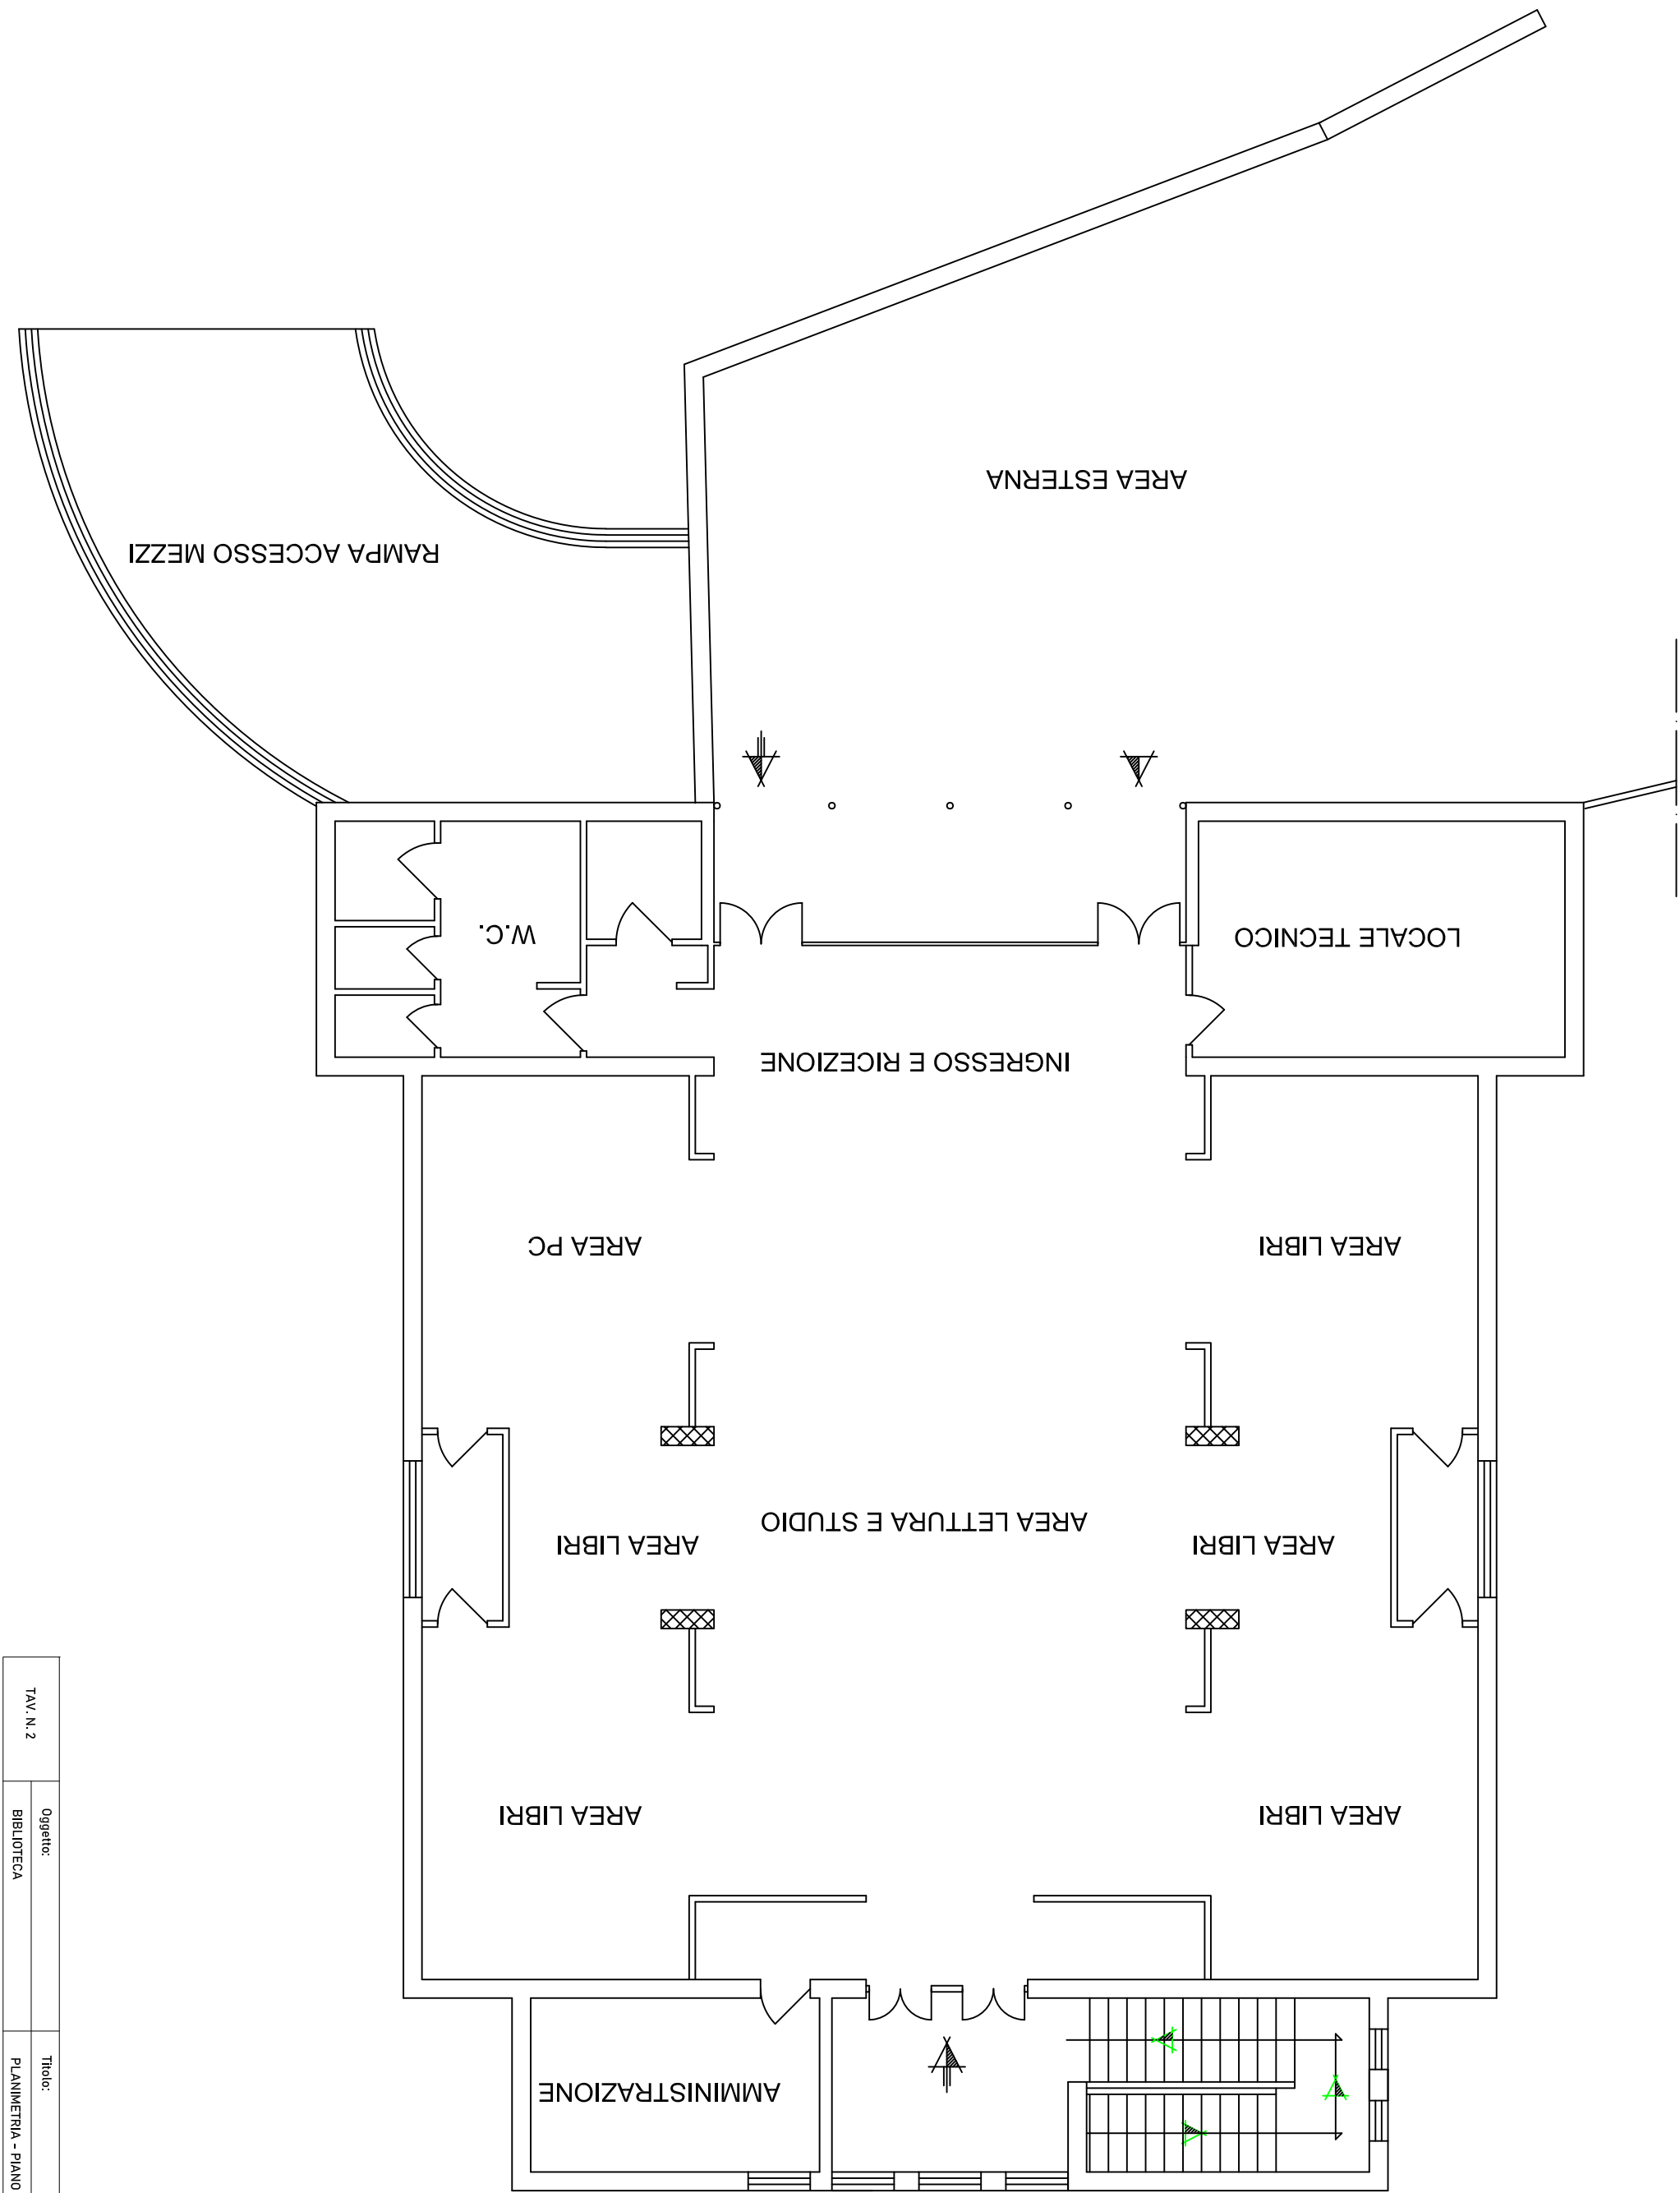 AREA ESTERNA
RAMPA ACCESSO MEZZI
W.C.
LOCALE TECNICO
INGRESSO E RICEZIONE
AREA PC
AREA LIBRI
AREA LETTURA E STUDIO
AREA LIBRI
AREA LIBRI
AREA LIBRI
AREA LIBRI
AMMINISTRAZIONE
TAV. N. 2
Oggetto:
BIBLIOTECA
Titolo:
PLANIMETRIA - PIANO